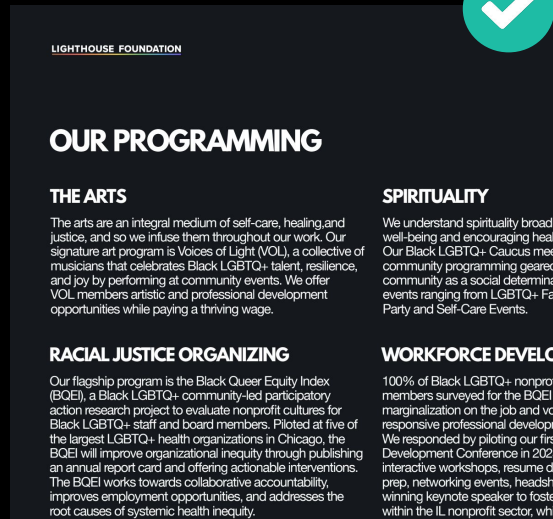 LIGHTHOUSE FOUNDATION
OUR PROGRAMMING
THE ARTS
The arts are an integral medium of self-care, healing,and
justice, and so we infuse them throughout our work. Our
signature art program is Voices of Light (VOL), a collective of
musicians that celebrates Black LGBTQ+ talent, resilience,
and joy by performing at community events. We offer
VOL members artistic and professional development
opportunities while paying a thriving wage.
RACIAL JUSTICE ORGANIZING
Our flagship program is the Black Queer Equity Index
(BQEI), a Black LGBTQ+ community-led participatory
action research project to evaluate nonprofit cultures for
Black LGBTQ+ staff and board members. Piloted at five of
the largest LGBTQ+ health organizations in Chicago, the
BQEI will improve organizational inequity through publishing
an annual report card and offering actionable interventions.
The BQEI works towards collaborative accountability,
improves employment opportunities, and addresses the
root causes of systemic health inequity.
SPIRITUALITY
We understand spirituality broad
well-being and encouraging heal
Our Black LGBTQ+ Caucus mee
community programming geared
community as a social determina
events ranging from LGBTQ+ Fa
Party and Self-Care Events.
WORKFORCE DEVELO
100% of Black LGBTQ+ nonprof
members surveyed for the BQEI
marginalization on the job and vo
responsive professional developm
We responded by piloting our firs
Development Conference in 202
interactive workshops, resume d
prep, networking events, headsh
winning keynote speaker to foste
within the IL nonprofit sector, wh